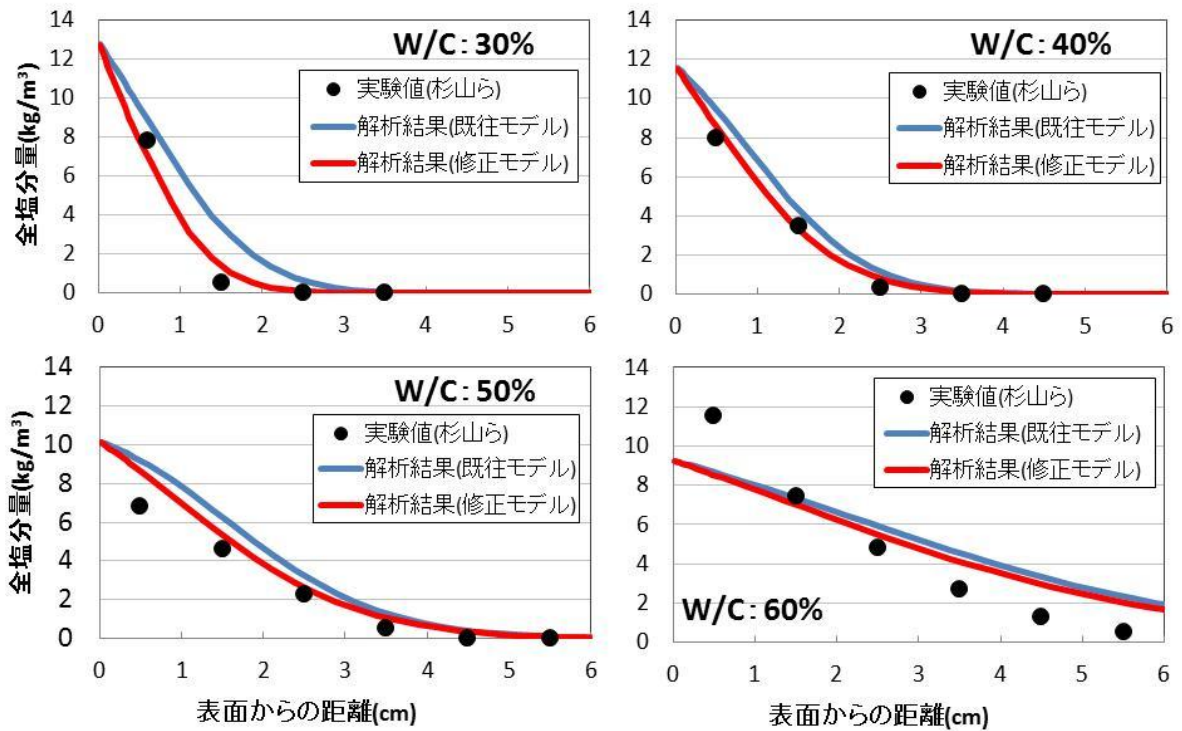 W/C：30%
全塩分量(kg/m³)
14
12
10
8
6
4
2
0
実験値(杉山ら)
解析結果(既往モデル)
解析結果(修正モデル)
0 1 2 3 4 5 6
W/C：40%
14
12
10
8
6
4
2
0
実験値(杉山ら)
解析結果(既往モデル)
解析結果(修正モデル)
0 1 2 3 4 5 6
W/C：50%
全塩分量(kg/m³)
14
12
10
8
6
4
2
0
実験値(杉山ら)
解析結果(既往モデル)
解析結果(修正モデル)
0 1 2 3 4 5 6
表面からの距離(cm)
14
12
10
8
6
4
2
0
実験値(杉山ら)
解析結果(既往モデル)
解析結果(修正モデル)
W/C：60%
0 1 2 3 4 5 6
表面からの距離(cm)